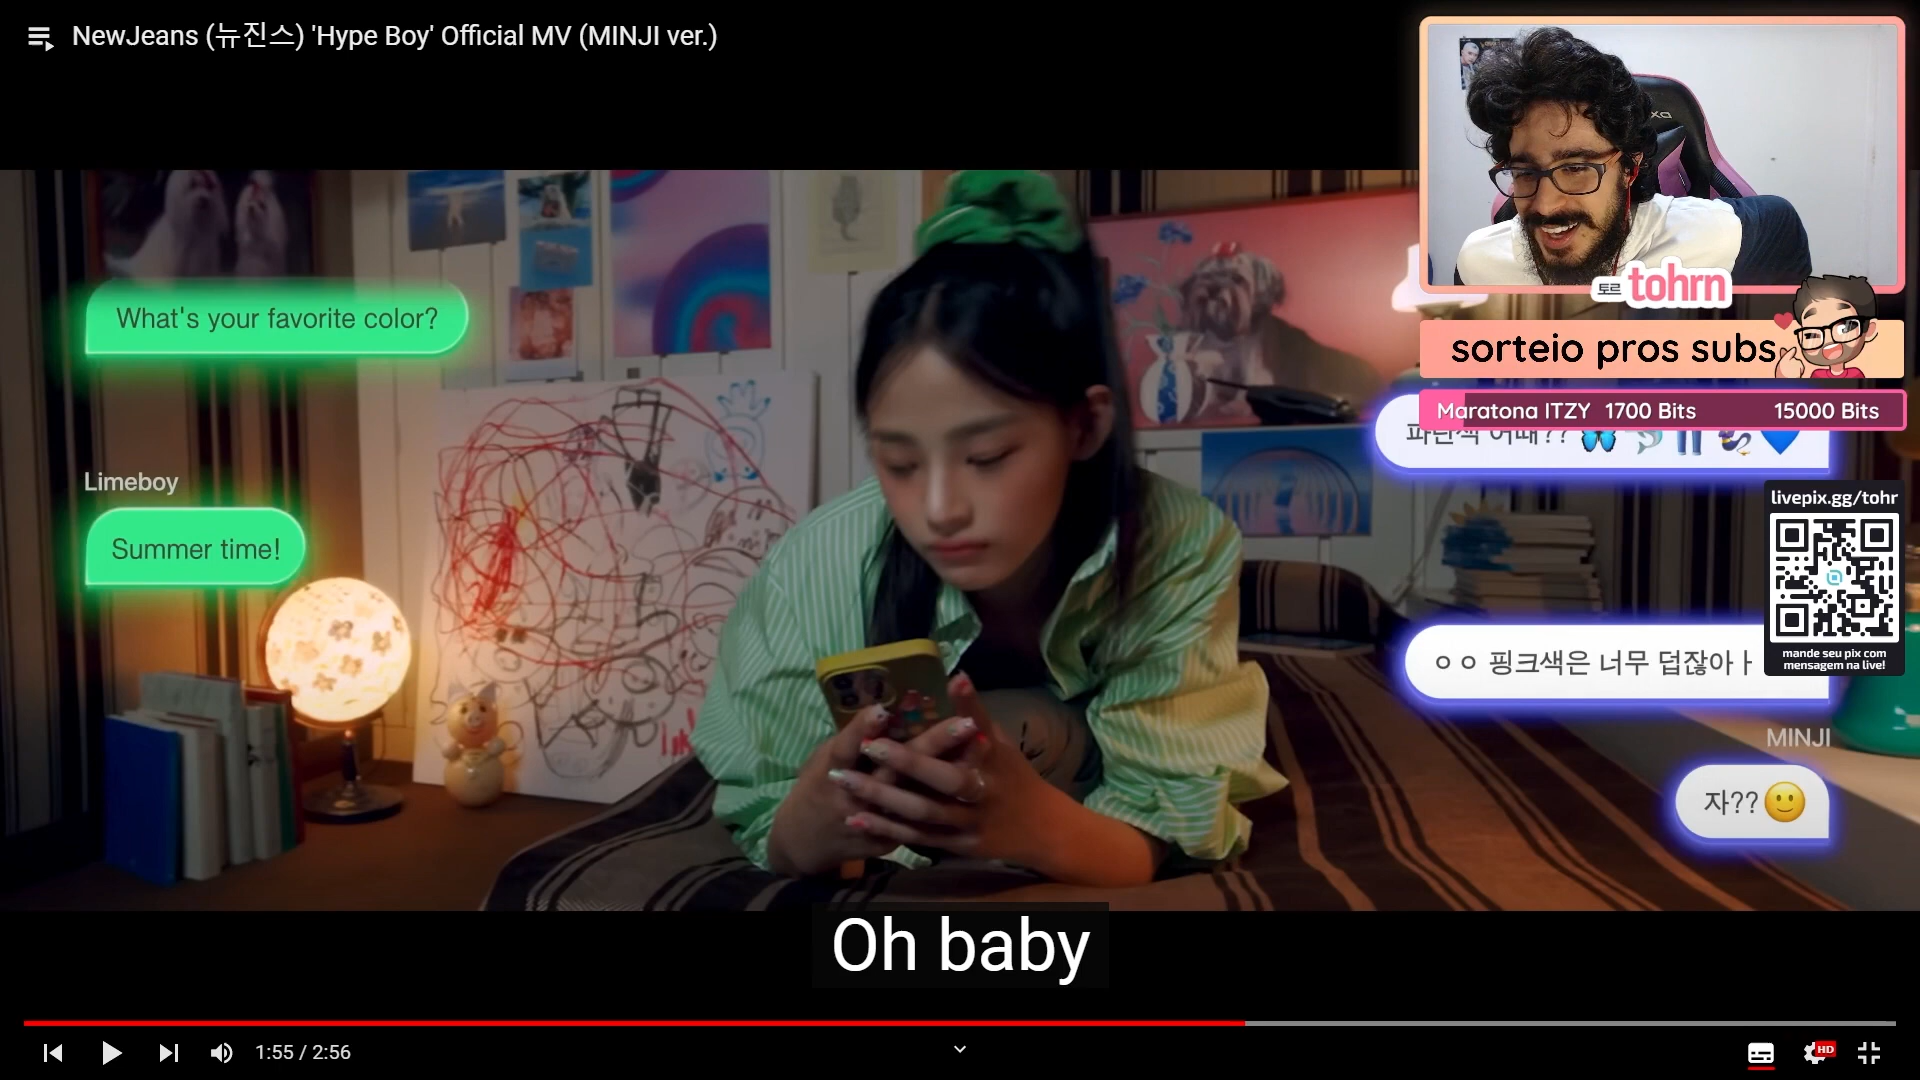 NewJeans (뉴진스) 'Hype Boy' Official MV (MINJI ver.)
토르 tohrn
sorteio pros subs
Maratona ITZY 1700 Bits 15000 Bits
What's your favorite color?
어때??
livepix.gg/tohr
mande seu pix com
mensagem na live!
Limeboy
Summer time!
ㅇㅇ 핑크색은 너무 덥잖아ㅏ
MINJI
자??🙂
Oh baby
1:55 / 2:56
HD